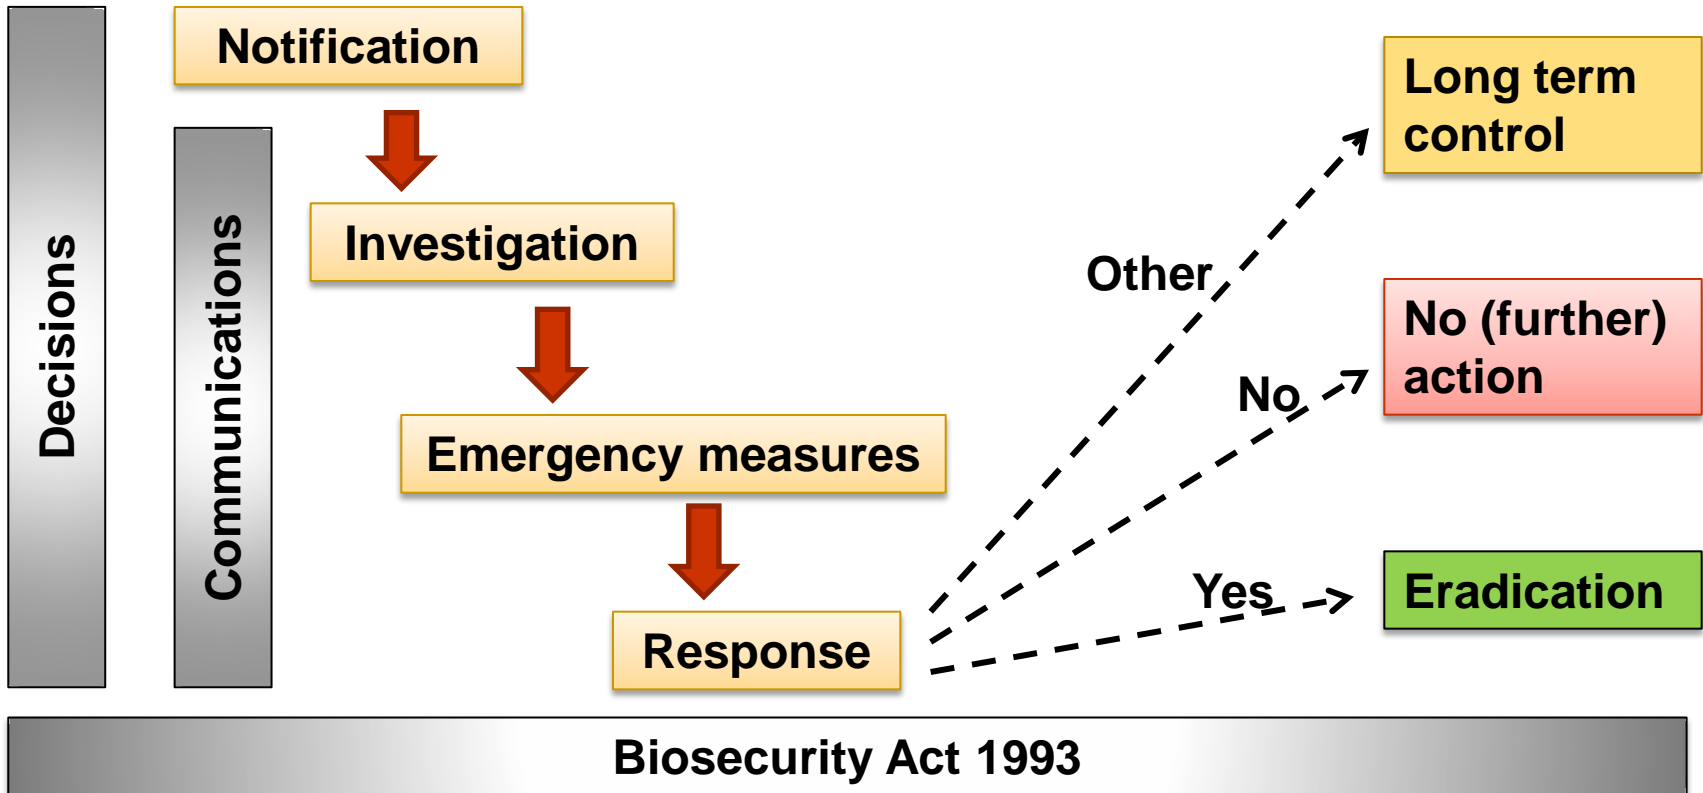 Notification
Decisions
Communications
Investigation
Emergency measures
Response
Other
No
Yes
Long term
control
No (further)
action
Eradication
Biosecurity Act 1993